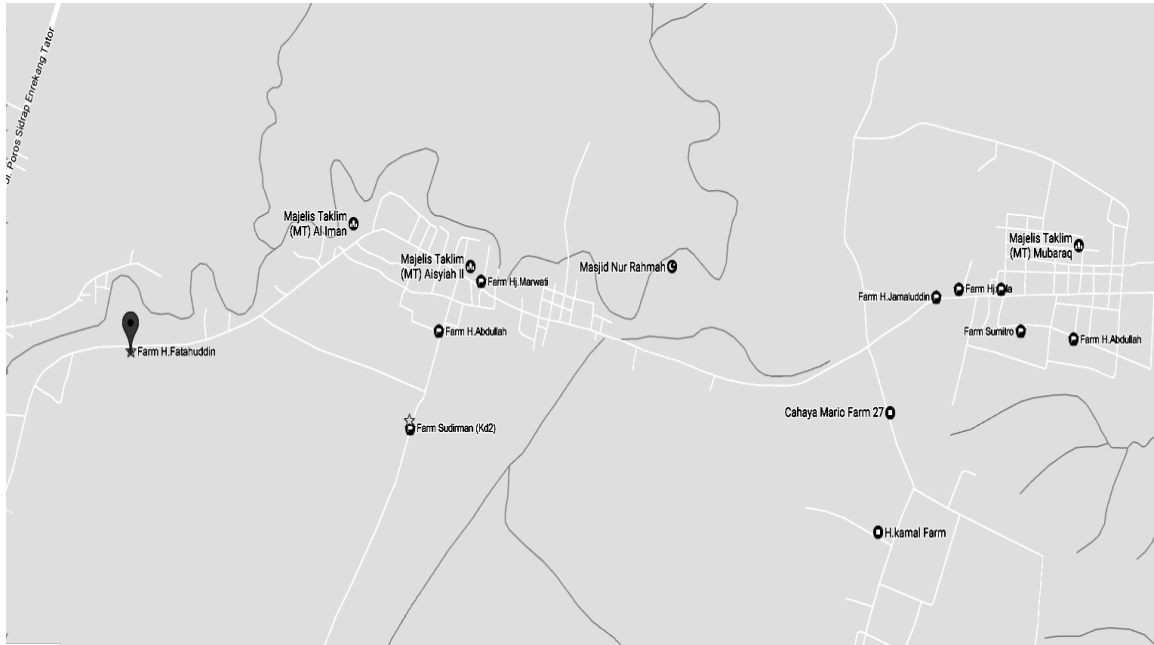 Jl. Poros Sidrap Enrekang Tator
Majelis Taklim
(MT) Al Iman
Majelis Taklim
(MT) Aisyiah II
Farm Hj.Marwati
Masjid Nur Rahmah
Majelis Taklim
(MT) Mubaraq
Farm H.Jamaluddin
Farm
Farm H.Abdullah
Farm Sumitro
Farm H.Abdullah
Farm H.Fatahuddin
Cahaya Mario Farm 27
Farm Sudirman (Kd2)
H.kamal Farm